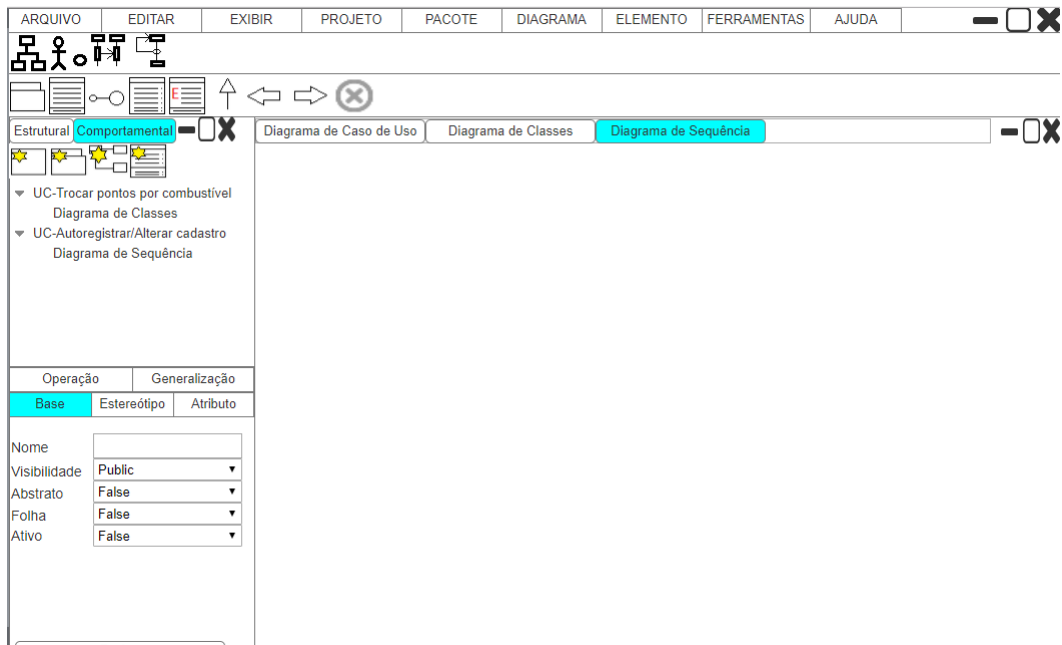 ARQUIVO EDITAR EXIBIR PROJETO PACOTE DIAGRAMA ELEMENTO FERRAMENTAS AJUDA
E
Estrutural Comportamental Diagrama de Caso de Uso Diagrama de Classes Diagrama de Sequência
UC-Trocar pontos por combustível
Diagrama de Classes
UC-Autoregistrar/Alterar cadastro
Diagrama de Sequência
Operação Generalização
Base Estereótipo Atributo
Nome
Visibilidade Public
Abstrato False
Folha False
Ativo False